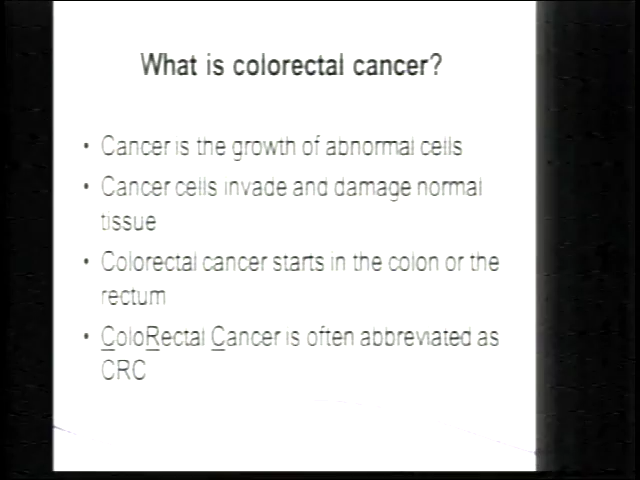 What is colorectal cancer?
• Cancer is the growth of abnormal cells
• Cancer cells invade and damage normal
tissue
• Colorectal cancer starts in the colon or the
rectum
• ColoRectal Cancer is often abbreviated as
CRC